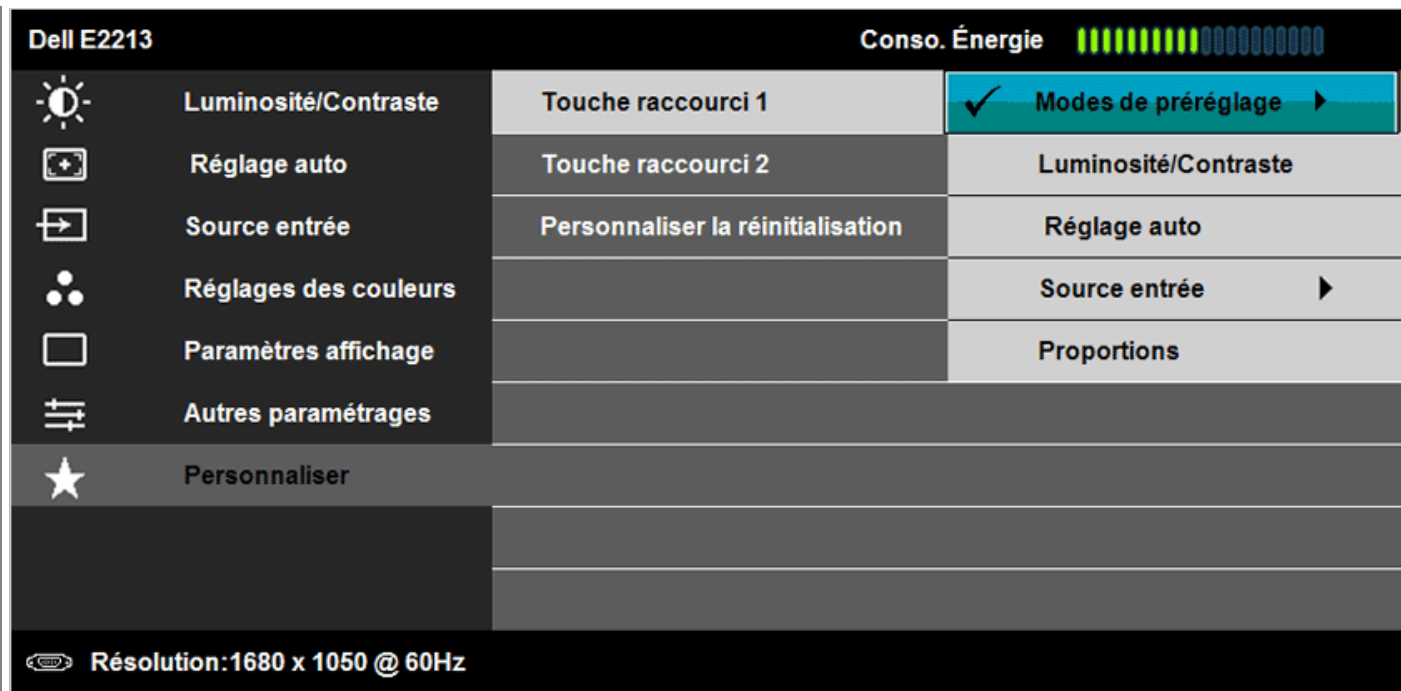 Dell E2213 Conso. Énergie
Luminosité/Contraste Touche raccourci 1 Modes de préréglage
Réglage auto Touche raccourci 2 Luminosité/Contraste
Source entrée Personnaliser la réinitialisation Réglage auto
Réglages des couleurs Source entrée
Paramètres affichage Proportions
Autres paramétrages
Personnaliser
Résolution:1680 x 1050 @ 60Hz